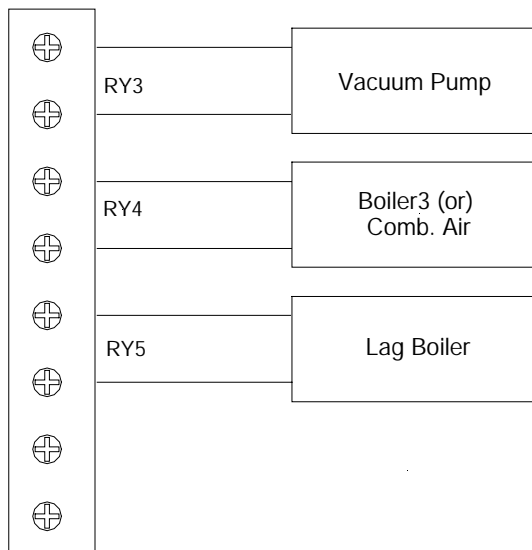 RY3
Vacuum Pump
RY4
Boiler3 (or)
Comb. Air
RY5
Lag Boiler